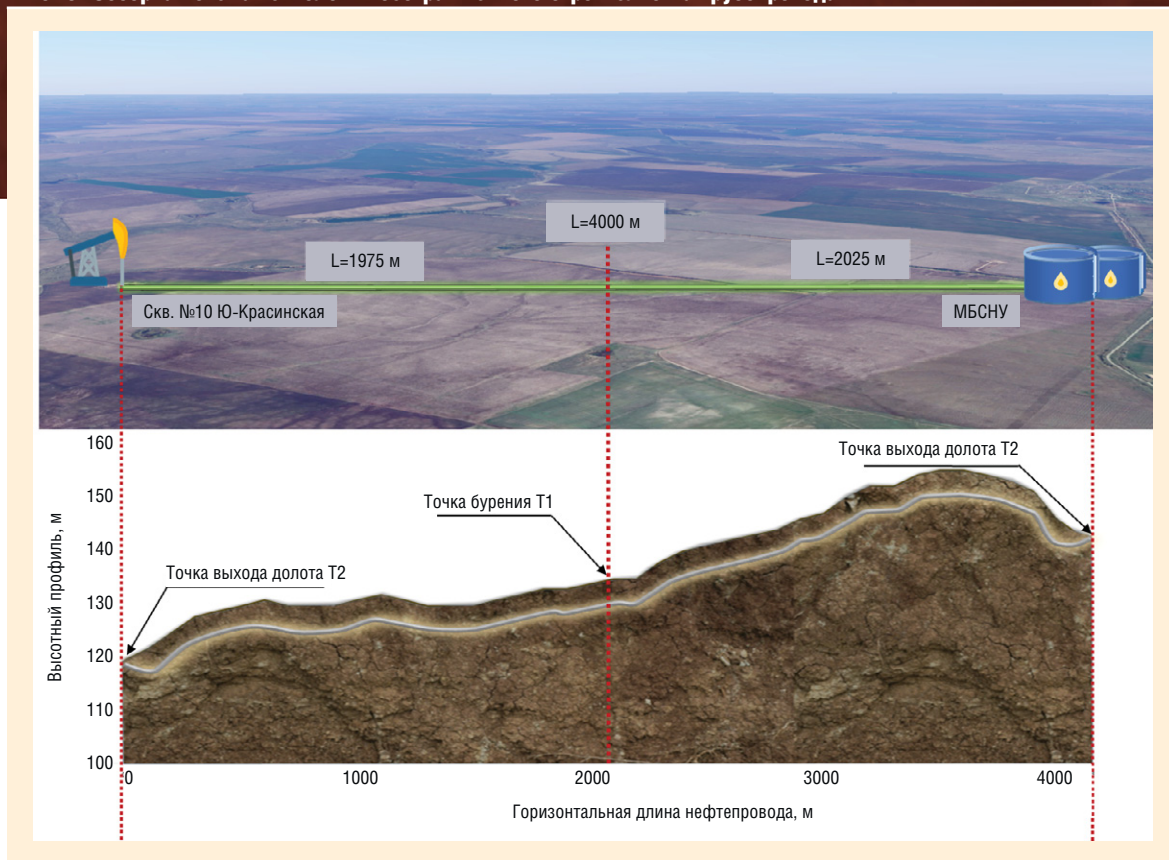 L=4000 м
L=1975 м
L=2025 м
Скв. №10 Ю-Красинская
МБСНУ
160
150
140
130
120
110
100
Высотный профиль, м
Точка выхода долота Т2
Точка бурения Т1
Точка выхода долота Т2
0
1000
2000
3000
4000
Горизонтальная длина нефтепровода, м